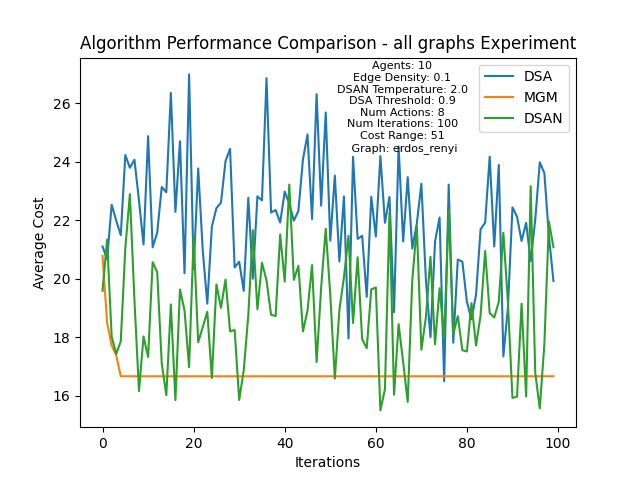 Algorithm Performance Comparison - all graphs Experiment
Agents: 10
Edge Density: 0.1
DSAN Temperature: 2.0
DSA Threshold: 0.9
Num Actions: 8
Num Iterations: 100
Cost Range: 51
Graph: erdos_renyi
DSA
MGM
DSAN
Average Cost
26
24
22
20
18
16
0
20
40
60
80
100
Iterations